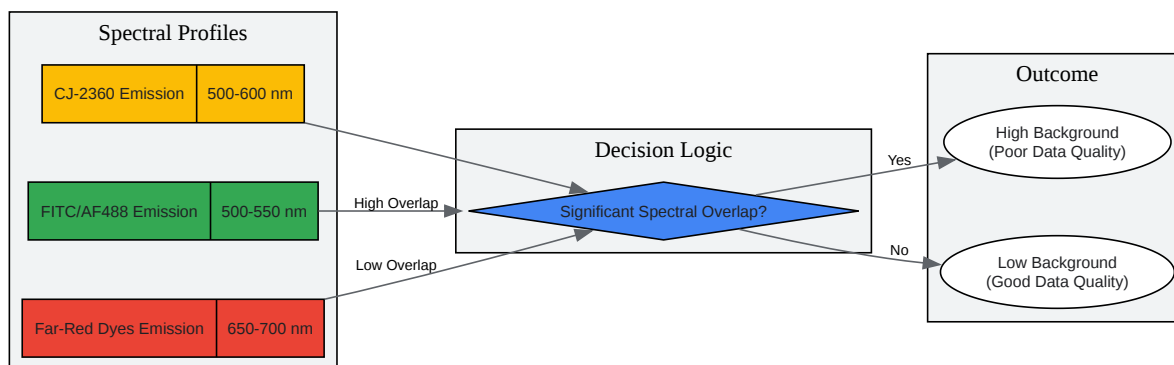 Spectral Profiles
CJ-2360 Emission 500-600 nm
FITC/AF488 Emission 500-550 nm
Far-Red Dyes Emission 650-700 nm
High Overlap
Low Overlap
Decision Logic
Significant Spectral Overlap?
Yes
No
Outcome
High Background
(Poor Data Quality)
Low Background
(Good Data Quality)